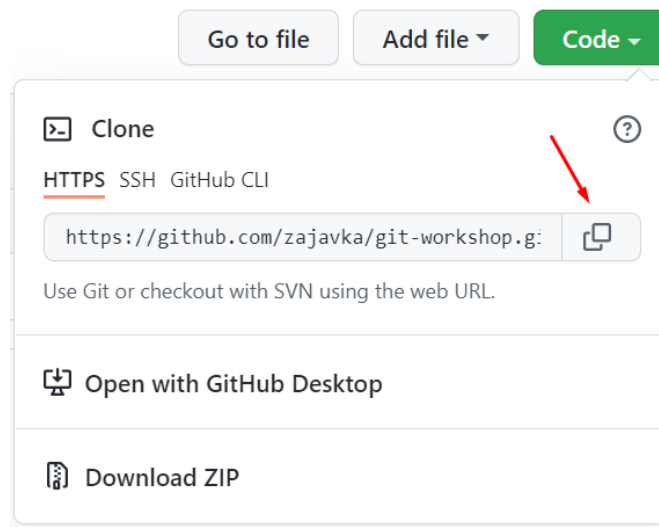 Go to file Add file Code
Clone
HTTPS SSH GitHub CLI
https://github.com/zajavka/git-workshop.gi
Use Git or checkout with SVN using the web URL.
Open with GitHub Desktop
Download ZIP